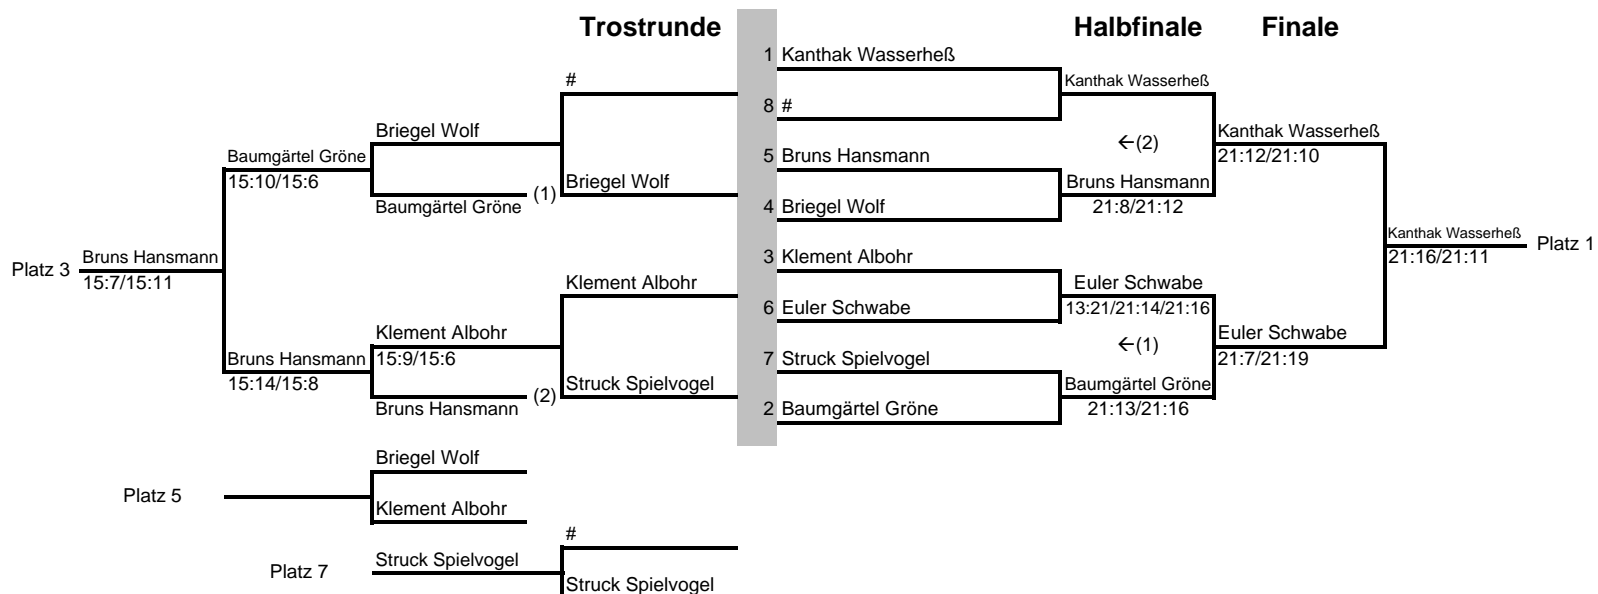 Trostrunde
Halbfinale
Finale
1 Kanthak Wasserheß
#
Kanthak Wasserheß
8 #
Briegel Wolf
Kanthak Wasserheß
←(2)
21:12/21:10
5 Bruns Hansmann
Baumgärtel Gröne
15:10/15:6
Briegel Wolf
Bruns Hansmann
21:8/21:12
(1)
Baumgärtel Gröne
4 Briegel Wolf
Kanthak Wasserheß
21:16/21:11
Platz 1
Platz 3
Bruns Hansmann
15:7/15:11
3 Klement Albohr
Klement Albohr
Euler Schwabe
13:21/21:14/21:16
6 Euler Schwabe
Klement Albohr
15:9/15:6
Euler Schwabe
21:7/21:19
←(1)
Bruns Hansmann
15:14/15:8
7 Struck Spielvogel
Struck Spielvogel
Baumgärtel Gröne
21:13/21:16
(2)
Bruns Hansmann
2 Baumgärtel Gröne
Briegel Wolf
Platz 5
Klement Albohr
#
Struck Spielvogel
Platz 7
Struck Spielvogel